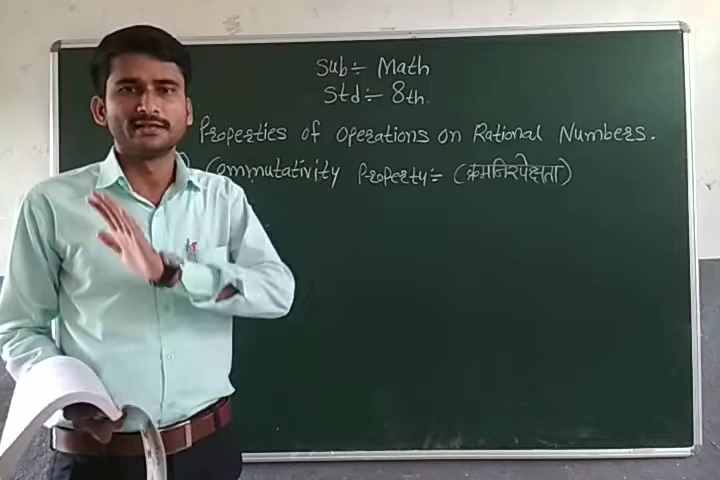 Sub÷ Math
Std÷ 8th.
Properties of Operations on Rational Numbers.
Commutativity Property÷ (क्रमनिरपेक्षता)